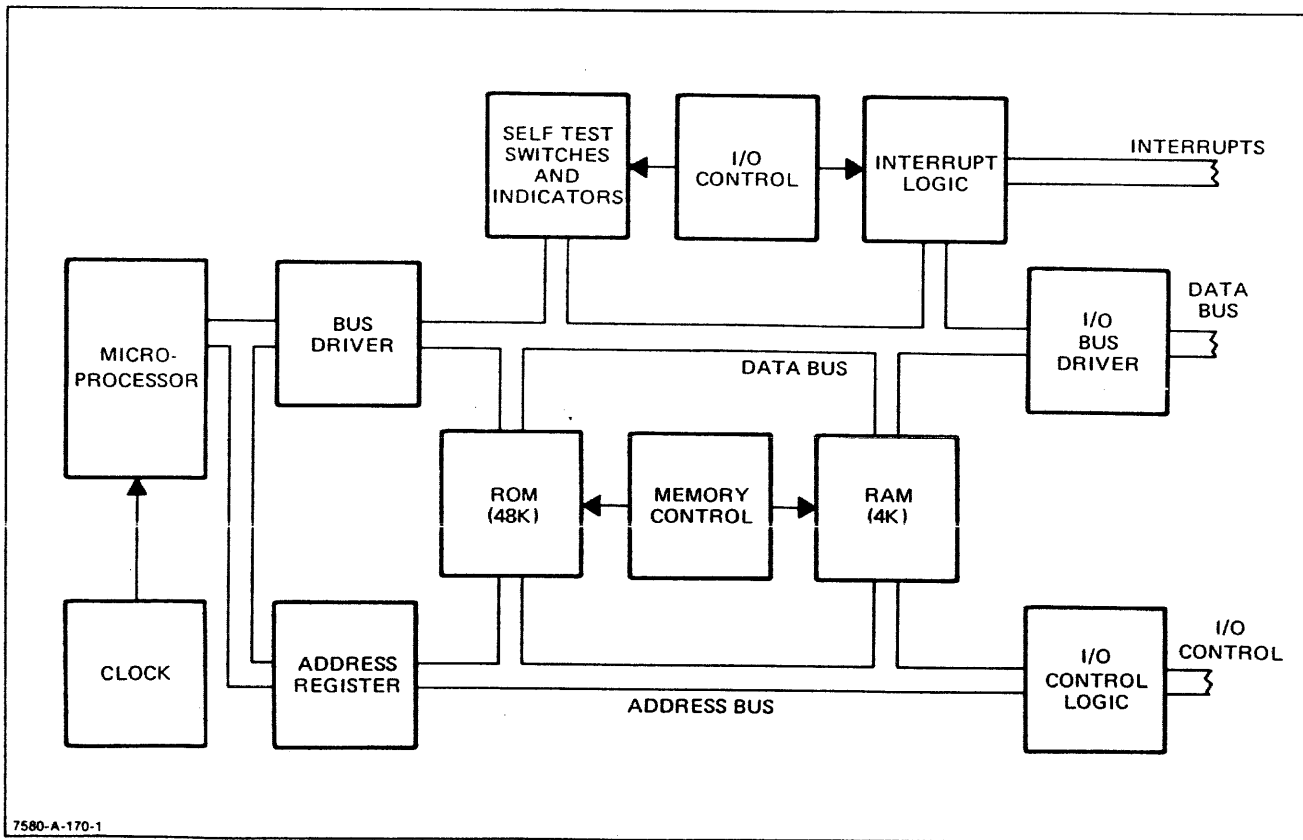 SELF TEST
SWITCHES
AND
INDICATORS
I/O
CONTROL
INTERRUPT
LOGIC
INTERRUPTS
MICRO-
PROCESSOR
BUS
DRIVER
DATA BUS
I/O
BUS
DRIVER
DATA
BUS
ROM
(48K)
MEMORY
CONTROL
RAM
(4K)
CLOCK
ADDRESS
REGISTER
ADDRESS BUS
I/O
CONTROL
LOGIC
I/O
CONTROL
7580-A-170-1